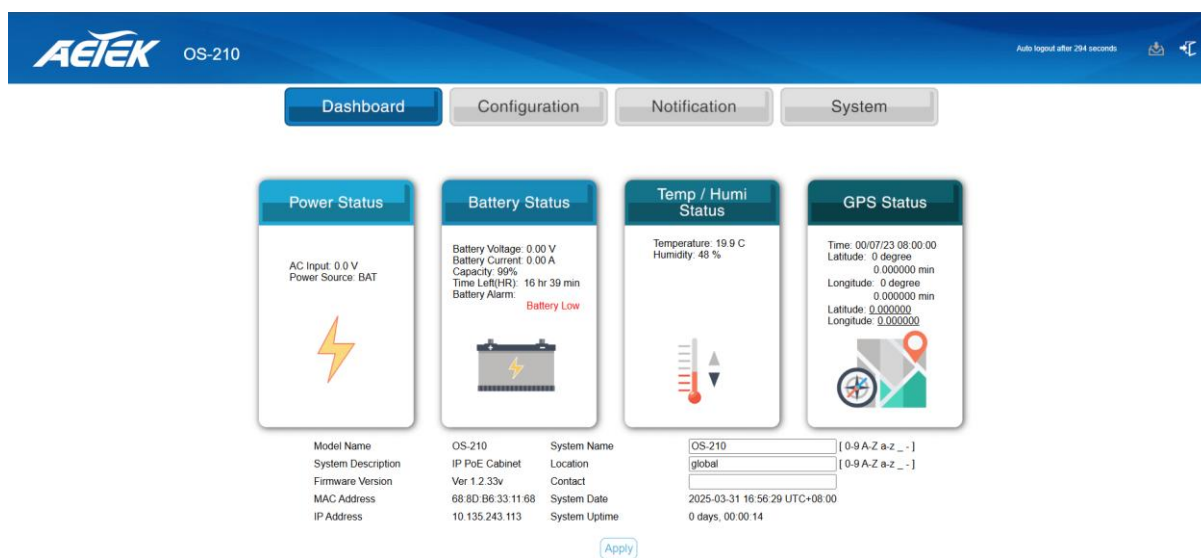 AETEK OS-210
Auto logout after 294 seconds
Dashboard
Configuration
Notification
System
Power Status
AC Input: 0.0 V
Power Source: BAT
Battery Status
Battery Voltage: 0.00 V
Battery Current: 0.00 A
Capacity: 99%
Time Left(HR): 16 hr 39 min
Battery Alarm:
Battery Low
Temp / Humi
Status
Temperature: 19.9 C
Humidity: 48 %
GPS Status
Time: 00/07/23 08:00:00
Latitude: 0 degree
0.000000 min
Longitude: 0 degree
0.000000 min
Latitude: 0.000000
Longitude: 0.000000
Model Name OS-210 System Name OS-210 [ 0-9 A-Z a-z _ - ]
System Description IP PoE Cabinet Location global [ 0-9 A-Z a-z _ - ]
Firmware Version Ver 1.2.33v Contact
MAC Address 68:8D:B6:33:11:68 System Date 2025-03-31 16:56:29 UTC+08:00
IP Address 10.135.243.113 System Uptime 0 days, 00:00:14
Apply